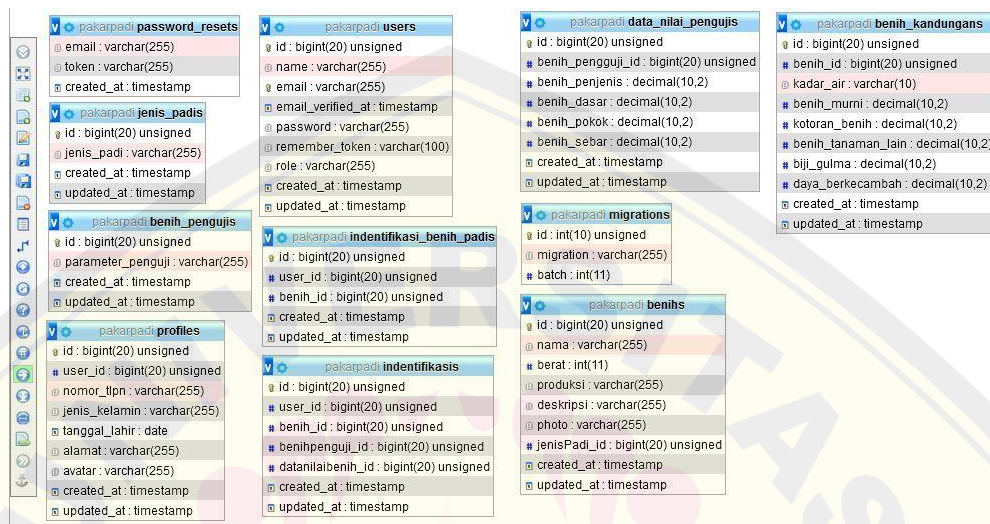 pakarpadi password_resets
email : varchar(255)
token : varchar(255)
created_at : timestamp
pakarpadi jenis_padis
id : bigint(20) unsigned
jenis_padi : varchar(255)
created_at : timestamp
updated_at : timestamp
pakarpadi benih_pengujis
id : bigint(20) unsigned
parameter_penguji : varchar(255)
created_at : timestamp
updated_at : timestamp
pakarpadi profiles
id : bigint(20) unsigned
user_id : bigint(20) unsigned
nomor_tlpn : varchar(255)
jenis_kelamin : varchar(255)
tanggal_lahir : date
alamat : varchar(255)
avatar : varchar(255)
created_at : timestamp
updated_at : timestamp
pakarpadi users
id : bigint(20) unsigned
name : varchar(255)
email : varchar(255)
email_verified_at : timestamp
password : varchar(255)
remember_token : varchar(100)
role : varchar(255)
created_at : timestamp
updated_at : timestamp
pakarpadi indentifikasi_benih_padis
id : bigint(20) unsigned
user_id : bigint(20) unsigned
benih_id : bigint(20) unsigned
created_at : timestamp
updated_at : timestamp
pakarpadi indentifikasis
id : bigint(20) unsigned
user_id : bigint(20) unsigned
benih_id : bigint(20) unsigned
benihpenguji_id : bigint(20) unsigned
datanilaibenih_id : bigint(20) unsigned
created_at : timestamp
updated_at : timestamp
pakarpadi data_nilai_pengujis
id : bigint(20) unsigned
benih_pengguji_id : bigint(20) unsigned
benih_penjenis : decimal(10,2)
benih_dasar : decimal(10,2)
benih_pokok : decimal(10,2)
benih_sebar : decimal(10,2)
created_at : timestamp
updated_at : timestamp
pakarpadi migrations
id : int(10) unsigned
migration : varchar(255)
batch : int(11)
pakarpadi benihs
id : bigint(20) unsigned
nama : varchar(255)
berat : int(11)
produksi : varchar(255)
deskripsi : varchar(255)
photo : varchar(255)
jenisPadi_id : bigint(20) unsigned
created_at : timestamp
updated_at : timestamp
pakarpadi benih_kandungans
id : bigint(20) unsigned
benih_id : bigint(20) unsigned
kadar_air : varchar(10)
benih_murni : decimal(10,2)
kotoran_benih : decimal(10,2)
benih_tanaman_lain : decimal(10,2)
biji_gulma : decimal(10,2)
daya_berkecambah : decimal(10,2)
created_at : timestamp
updated_at : timestamp